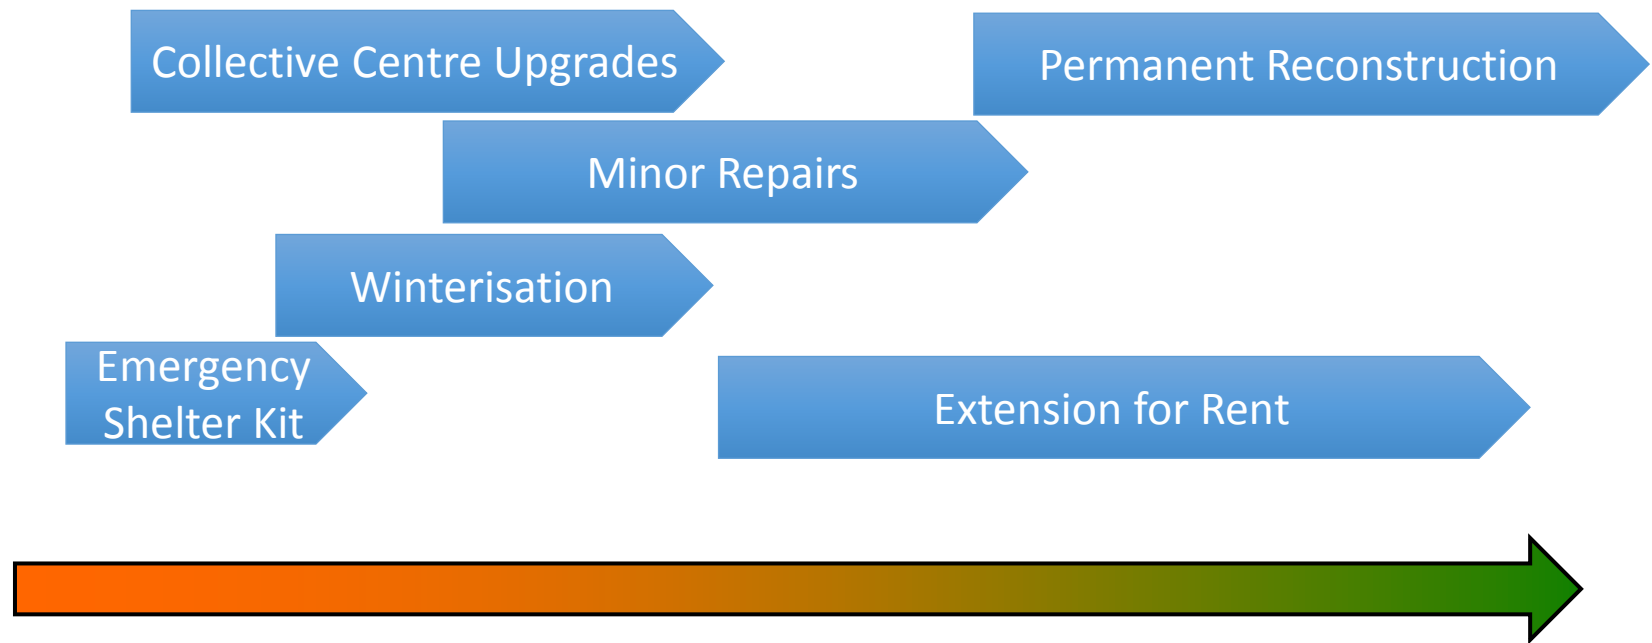 Collective Centre Upgrades
Permanent Reconstruction
Minor Repairs
Winterisation
Emergency
Shelter Kit
Extension for Rent